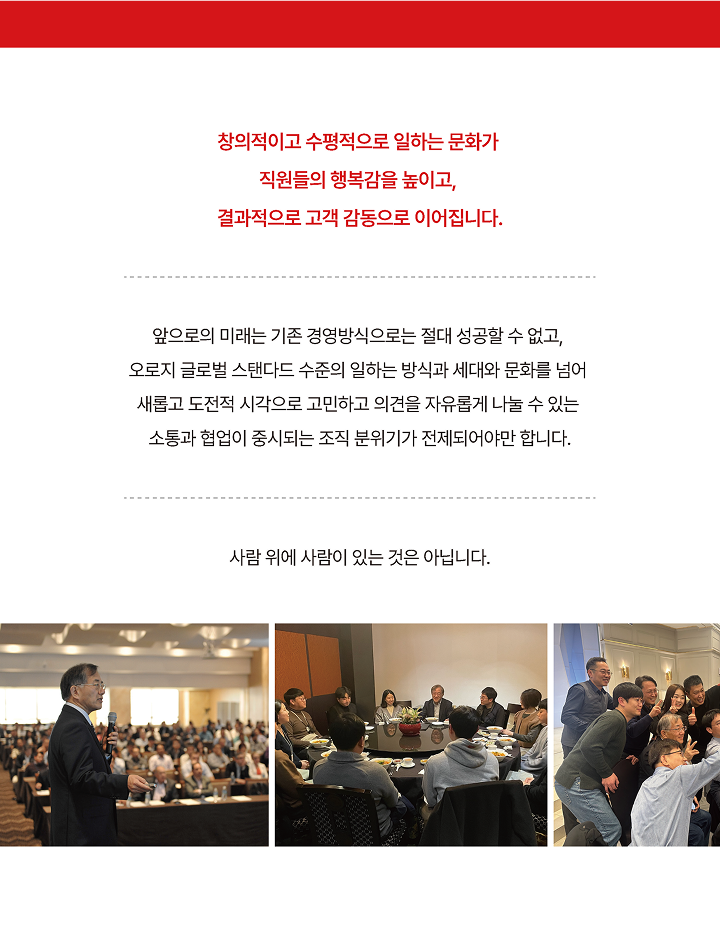 창의적이고 수평적으로 일하는 문화가
직원들의 행복감을 높이고,
결과적으로 고객 감동으로 이어집니다.
앞으로의 미래는 기존 경영방식으로는 절대 성공할 수 없고,
오로지 글로벌 스탠다드 수준의 일하는 방식과 세대와 문화를 넘어
새롭고 도전적 시각으로 고민하고 의견을 자유롭게 나눌 수 있는
소통과 협업이 중시되는 조직 분위기가 전제되어야만 합니다.
사람 위에 사람이 있는 것은 아닙니다.